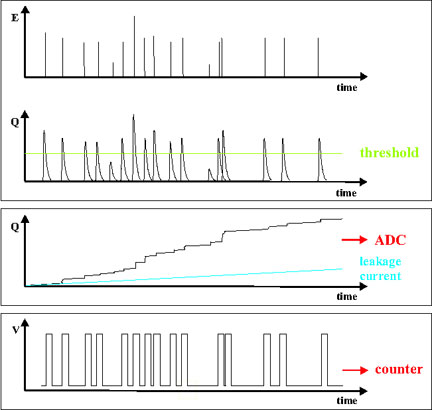 E
time
Q
threshold
time
Q
ADC
leakage
current
time
V
counter
time